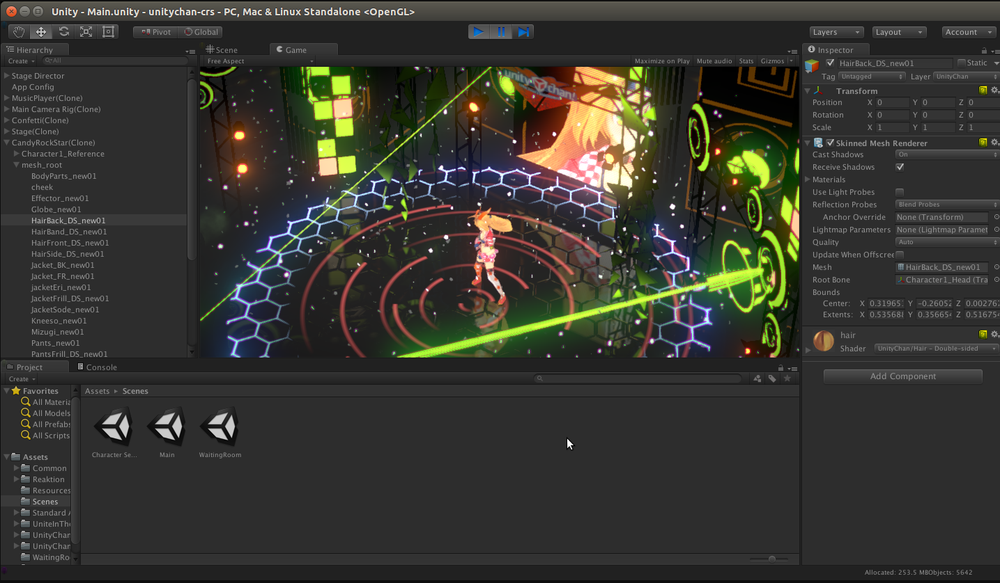 Unity - Main.unity - unitychan-crs - PC, Mac & Linux Standalone <OpenGL>
Pivot Global
Layers Layout Account
Hierarchy
Create All
Stage Director
App Config
MusicPlayer(Clone)
Main Camera Rig(Clone)
Confetti(Clone)
Stage(Clone)
CandyRockStar(Clone)
Character1_Reference
mesh_root
BodyParts_new01
cheek
Effector_new01
Globe_new01
HairBack_DS_new01
HairBand_DS_new01
HairFront_DS_new01
HairSide_DS_new01
Jacket_BK_new01
Jacket_FR_new01
jacketEri_new01
JacketFrill_DS_new01
JacketSode_new01
Kneeso_new01
Mizugi_new01
Pants_new01
PantsFrill_DS_new01
Scene Game
Free Aspect Maximize on Play Mute audio Stats Gizmos
unity chan!
Inspector
HairBack_DS_new01 Static
Tag Untagged Layer UnityChan
Transform
Position X 0 Y 0 Z 0
Rotation X 0 Y 0 Z 0
Scale X 1 Y 1 Z 1
Skinned Mesh Renderer
Cast Shadows On
Receive Shadows
Materials
Use Light Probes
Reflection Probes Blend Probes
Anchor Override None (Transform)
Lightmap Parameters None (Lightmap Paramet
Quality Auto
Update When Offscree
Mesh HairBack_DS_new01
Root Bone Character1_Head (Tra
Bounds
Center: X 0.31965 Y -0.26052 Z 0.00276
Extents: X 0.53568 Y 0.35665 Z 0.51675
hair
Shader UnityChan/Hair - Double-sided
Add Component
Project Console
Create
Favorites
All Materia
All Models
All Prefabs
All Scripts
Assets
Common
Reaktion
Resources
Scenes
Standard A
UniteInThe
UnityChan
UnityChan
WaitingRo
Assets Scenes
Character Se... Main WaitingRoom
Allocated: 253.5 MBObjects: 5642